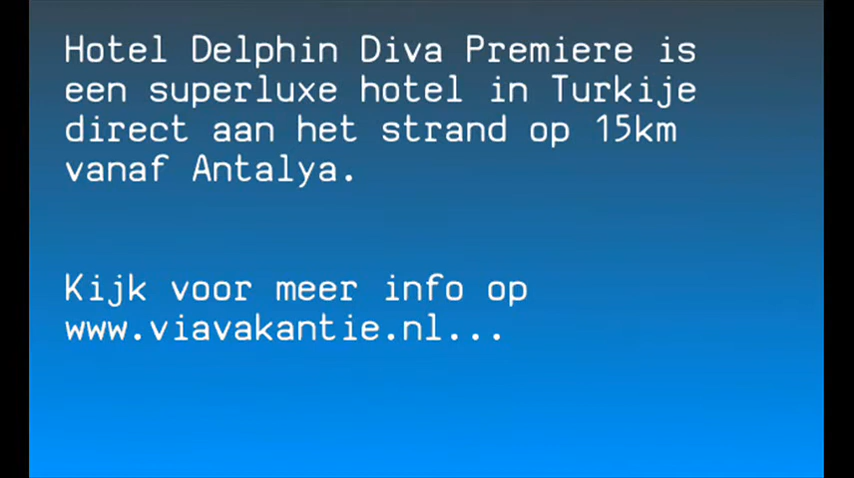 Hotel Delphin Diva Premiere is
een superluxe hotel in Turkije
direct aan het strand op 15km
vanaf Antalya.
Kijk voor meer info op
www.viavakantie.nl...